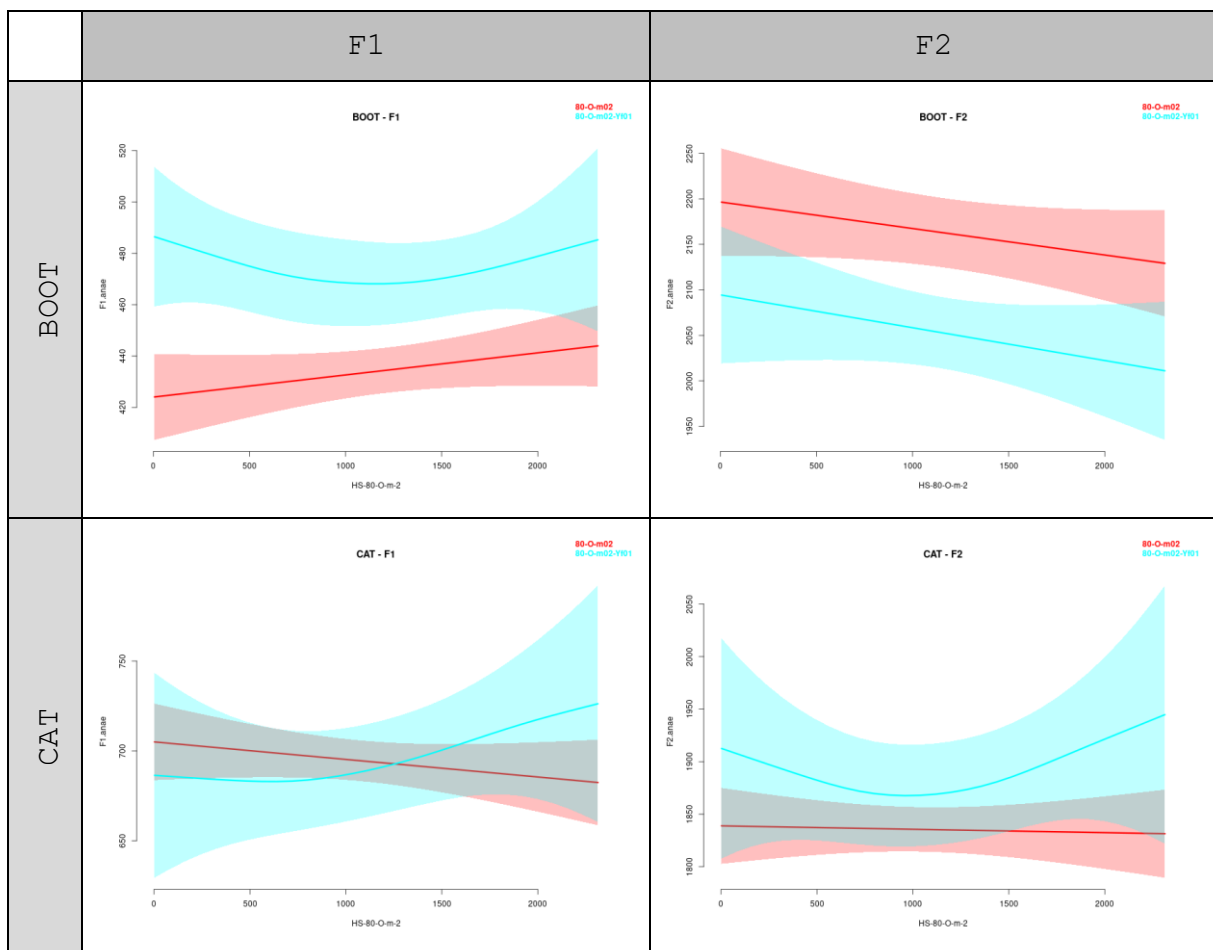 F1
F2
BOOT
BOOT - F1
80-O-m02
80-O-m02-Yf01
F1.anae
520
500
480
460
440
420
0 500 1000 1500 2000
HS-80-O-m-2
BOOT - F2
80-O-m02
80-O-m02-Yf01
F2.anae
2250
2200
2150
2100
2050
2000
1950
0 500 1000 1500 2000
HS-80-O-m-2
CAT
CAT - F1
80-O-m02
80-O-m02-Yf01
F1.anae
750
700
650
0 500 1000 1500 2000
HS-80-O-m-2
CAT - F2
80-O-m02
80-O-m02-Yf01
F2.anae
2050
2000
1950
1900
1850
1800
0 500 1000 1500 2000
HS-80-O-m-2